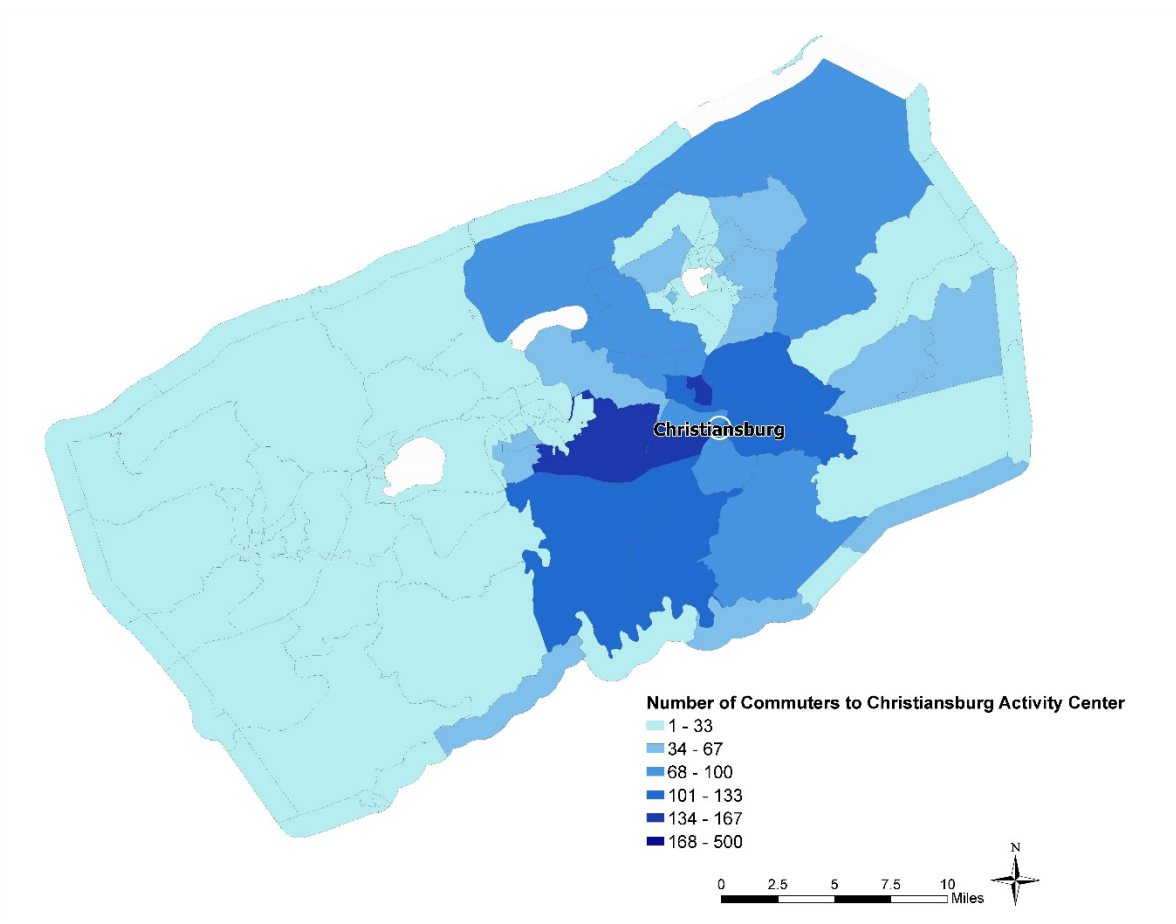 Christiansburg
Number of Commuters to Christiansburg Activity Center
1 - 33
34 - 67
68 - 100
101 - 133
134 - 167
168 - 500
N
0 2.5 5 7.5 10
Miles